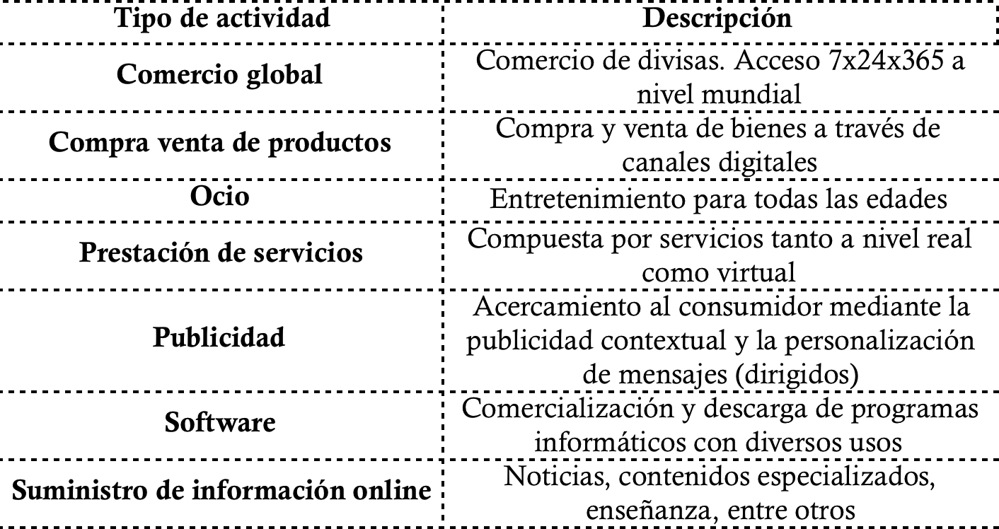 Tipo de actividad
Descripción
Comercio global
Comercio de divisas. Acceso 7x24x365 a
nivel mundial
Compra venta de productos
Compra y venta de bienes a través de
canales digitales
Ocio
Entretenimiento para todas las edades
Prestación de servicios
Compuesta por servicios tanto a nivel real
como virtual
Publicidad
Acercamiento al consumidor mediante la
publicidad contextual y la personalización
de mensajes (dirigidos)
Software
Comercialización y descarga de programas
informáticos con diversos usos
Suministro de información online
Noticias, contenidos especializados,
enseñanza, entre otros